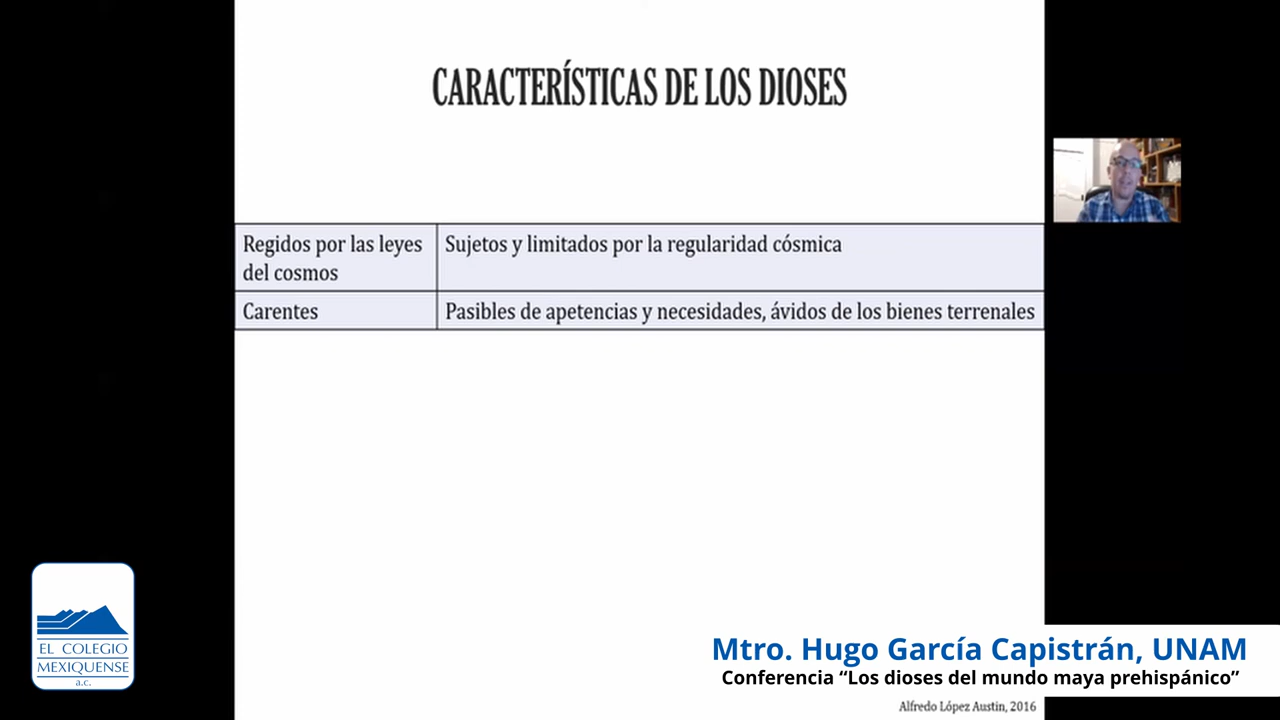 CARACTERÍSTICAS DE LOS DIOSES
Regidos por las leyes
del cosmos
Sujetos y limitados por la regularidad cósmica
Carentes
Pasibles de apetencias y necesidades, ávidos de los bienes terrenales
EL COLEGIO
MEXIQUENSE
a.c.
Mtro. Hugo García Capistrán, UNAM
Conferencia “Los dioses del mundo maya prehispánico”
Alfredo López Austin, 2016